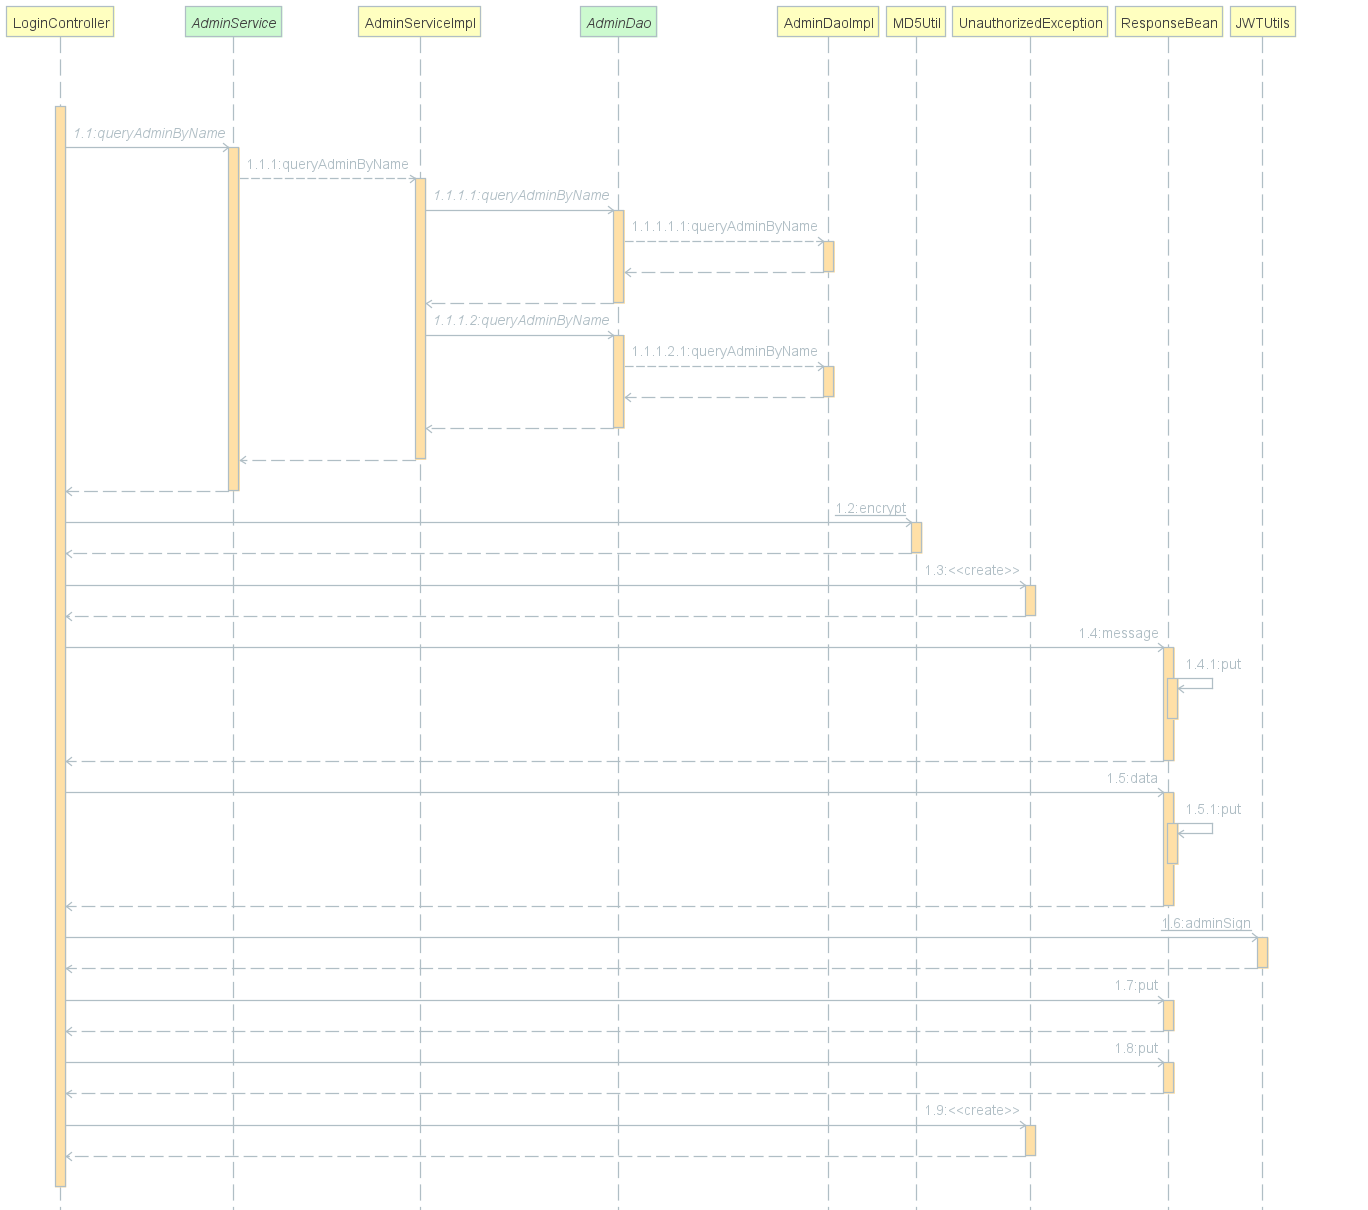 LoginController
AdminService
AdminServiceImpl
AdminDao
AdminDaoImpl
MD5Util
UnauthorizedException
ResponseBean
JWTUtils
1.1:queryAdminByName
1.1.1:queryAdminByName
1.1.1.1:queryAdminByName
1.1.1.1.1:queryAdminByName
1.1.1.2:queryAdminByName
1.1.1.2.1:queryAdminByName
1.2:encrypt
1.3:<<create>>
1.4:message
1.4.1:put
1.5:data
1.5.1:put
1.6:adminSign
1.7:put
1.8:put
1.9:<<create>>